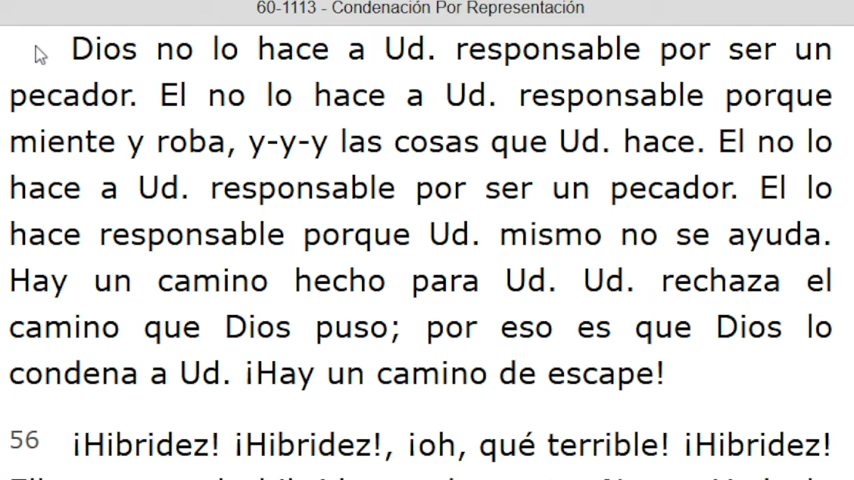 60-1113 - Condenación Por Representación
Dios no lo hace a Ud. responsable por ser un
pecador. El no lo hace a Ud. responsable porque
miente y roba, y-y-y las cosas que Ud. hace. El no lo
hace a Ud. responsable por ser un pecador. El lo
hace responsable porque Ud. mismo no se ayuda.
Hay un camino hecho para Ud. Ud. rechaza el
camino que Dios puso; por eso es que Dios lo
condena a Ud. ¡Hay un camino de escape!
56 ¡Hibridez! ¡Hibridez!, ¡oh, qué terrible! ¡Hibridez!